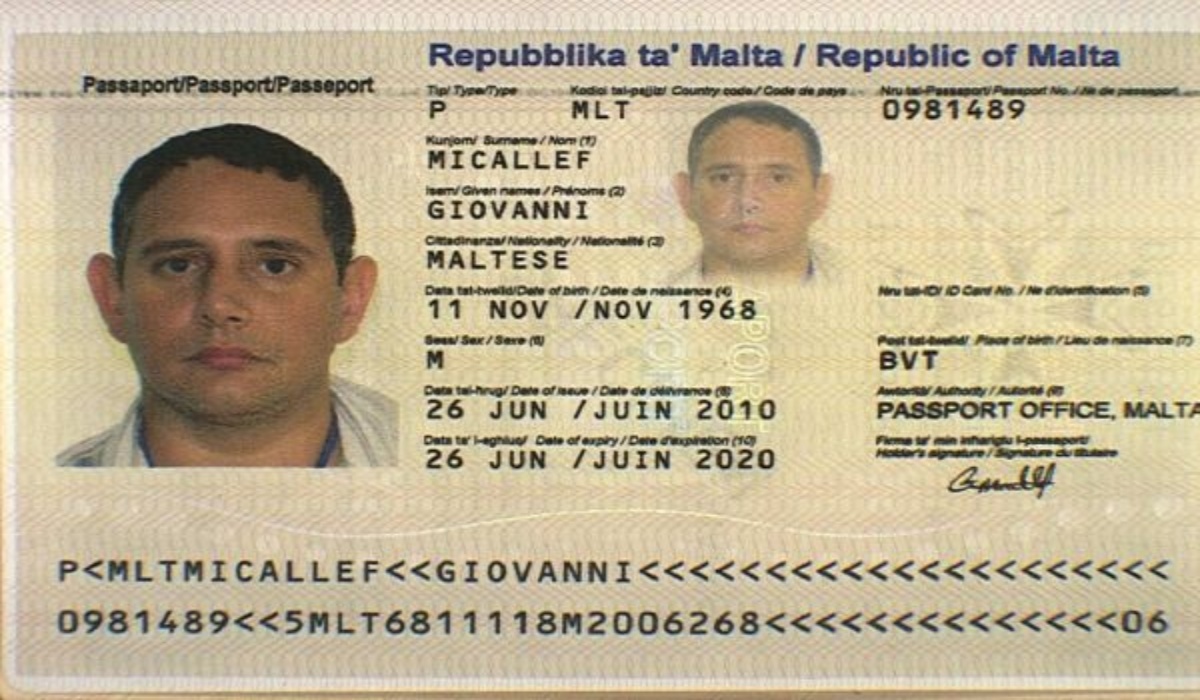 Repubblika ta' Malta / Republic of Malta
Passaport/Passport/Passeport
Tip/ Type/Type Kodiċi tal-pajjiż/ Country code / Code de pays Nru tal-Passaport/ Passport No. / No de passeport
P MLT 0981489
Kunjom/ Surname / Nom (1)
MICALLEF
Isem/ Given names / Prénoms (2)
GIOVANNI
Ċittadinanza/ Nationality / Nationalité (3)
MALTESE
Data tat-twelid/Date of birth / Date de naissance (4) Nru tal-ID/ ID Card No. / No d'identification (5)
11 NOV /NOV 1968
Sess/ Sex / Sexe (6) Post tat-twelid/ Place of birth / Lieu de naissance (7)
M BVT
Data tal-ħruġ/ Date of issue / Date de délivrance (8) Awtorità/ Authority / Autorité (9)
26 JUN /JUIN 2010 PASSPORT OFFICE, MALTA
Data ta' l-egħluq/ Date of expiry / Date d'expiration (10) Firma ta' min inħariġlu l-passaport/
Holder's signature / Signature du titulaire
26 JUN /JUIN 2020
P<MLTMICALLEF<<GIOVANNI<<<<<<<<<<<<<<<<<<<<<
0981489<<5MLT6811118M2006268<<<<<<<<<<<<<<06